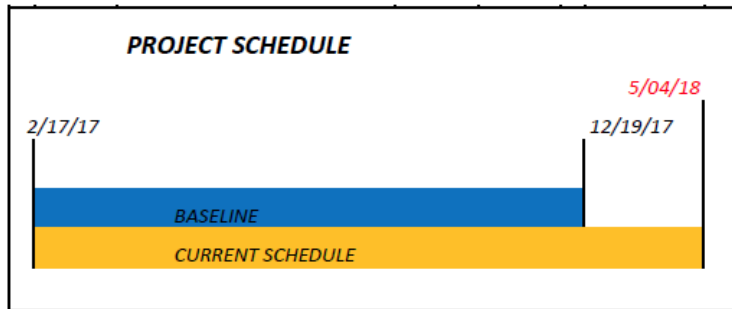 PROJECT SCHEDULE
5/04/18
2/17/17
12/19/17
BASELINE
CURRENT SCHEDULE